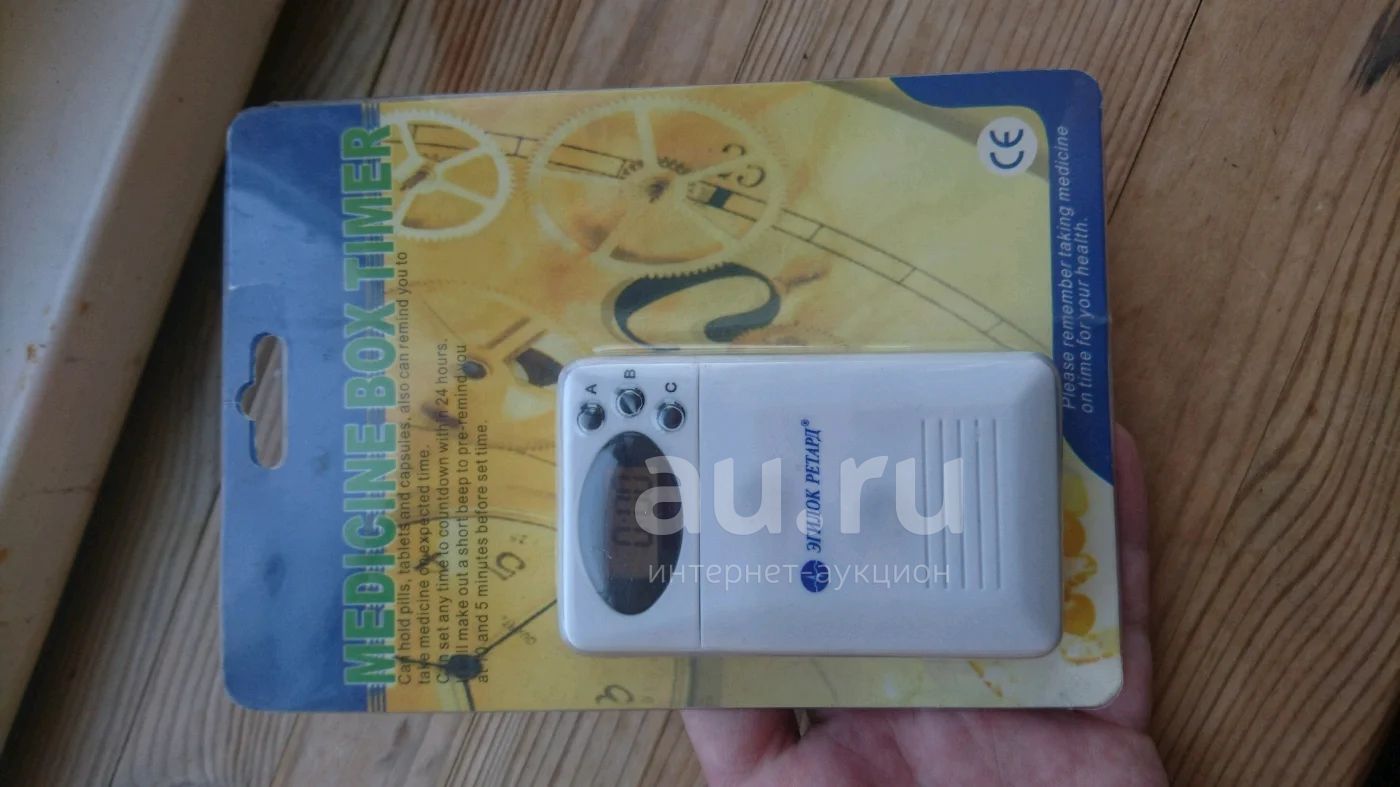 MEDICINE BOX TIMER
Can hold pills, tablets and capsules, also can remind you to
take medicine on expected time.
Can set any time to countdown within 24 hours.
It will make out a short beep to pre-remind you
at 10 and 5 minutes before set time.
A
B
C
ЭГИЛОК РЕТАРД®
CE
Please remember taking medicine
on time for your health.
au.ru
интернет-аукцион